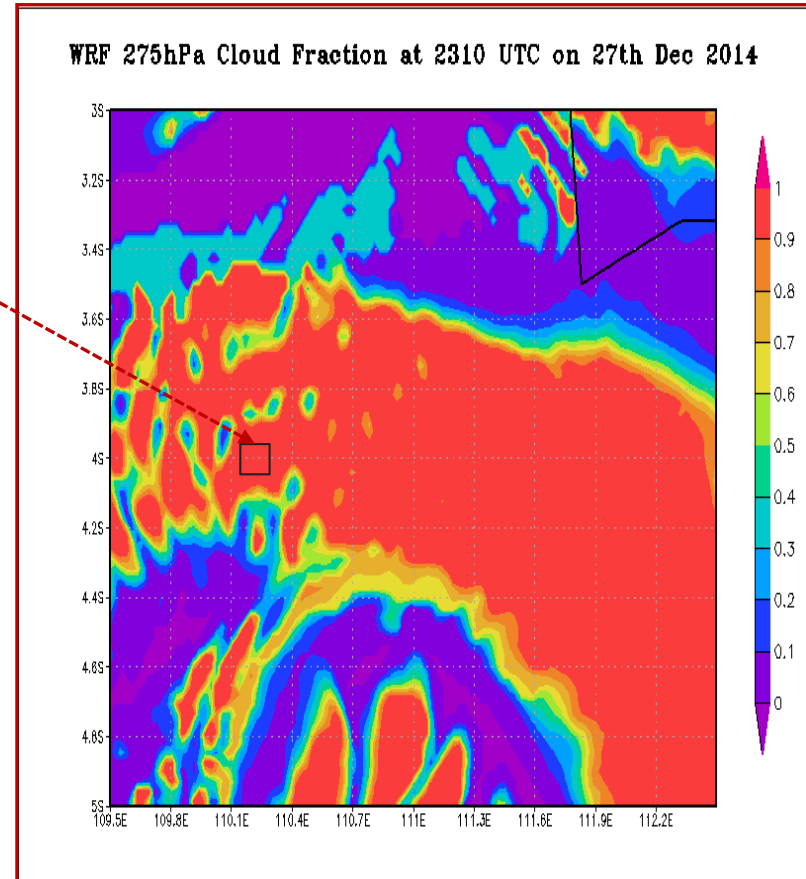 WRF 275hPa Cloud Fraction at 2310 UTC on 27th Dec 2014
3S
3.2S
3.4S
3.6S
3.8S
4S
4.2S
4.4S
4.6S
4.8S
5S
109.5E 109.8E 110.1E 110.4E 110.7E 111E 111.3E 111.6E 111.9E 112.2E
1
0.9
0.8
0.7
0.6
0.5
0.4
0.3
0.2
0.1
0